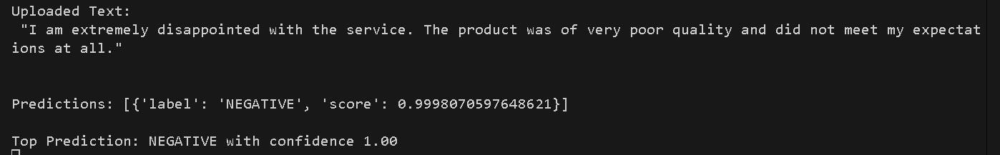 Uploaded Text:
"I am extremely disappointed with the service. The product was of very poor quality and did not meet my expectat
ions at all."
Predictions: [{'label': 'NEGATIVE', 'score': 0.9998070597648621}]
Top Prediction: NEGATIVE with confidence 1.00